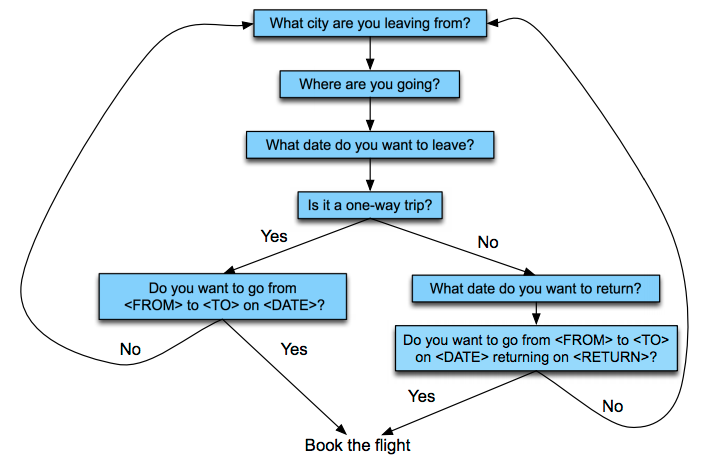 What city are you leaving from?
Where are you going?
What date do you want to leave?
Is it a one-way trip?
Yes
No
Do you want to go from
<FROM> to <TO> on <DATE>?
What date do you want to return?
Do you want to go from <FROM> to <TO>
on <DATE> returning on <RETURN>?
No
Yes
Yes
No
Book the flight